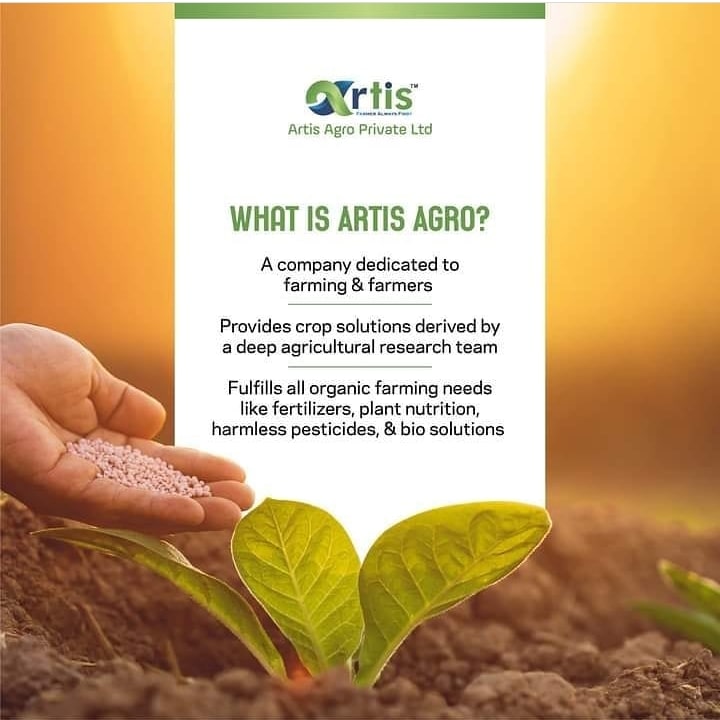 artis™
FARMER ALWAYS FIRST
Artis Agro Private Ltd
WHAT IS ARTIS AGRO?
A company dedicated to
farming & farmers
Provides crop solutions derived by
a deep agricultural research team
Fulfills all organic farming needs
like fertilizers, plant nutrition,
harmless pesticides, & bio solutions